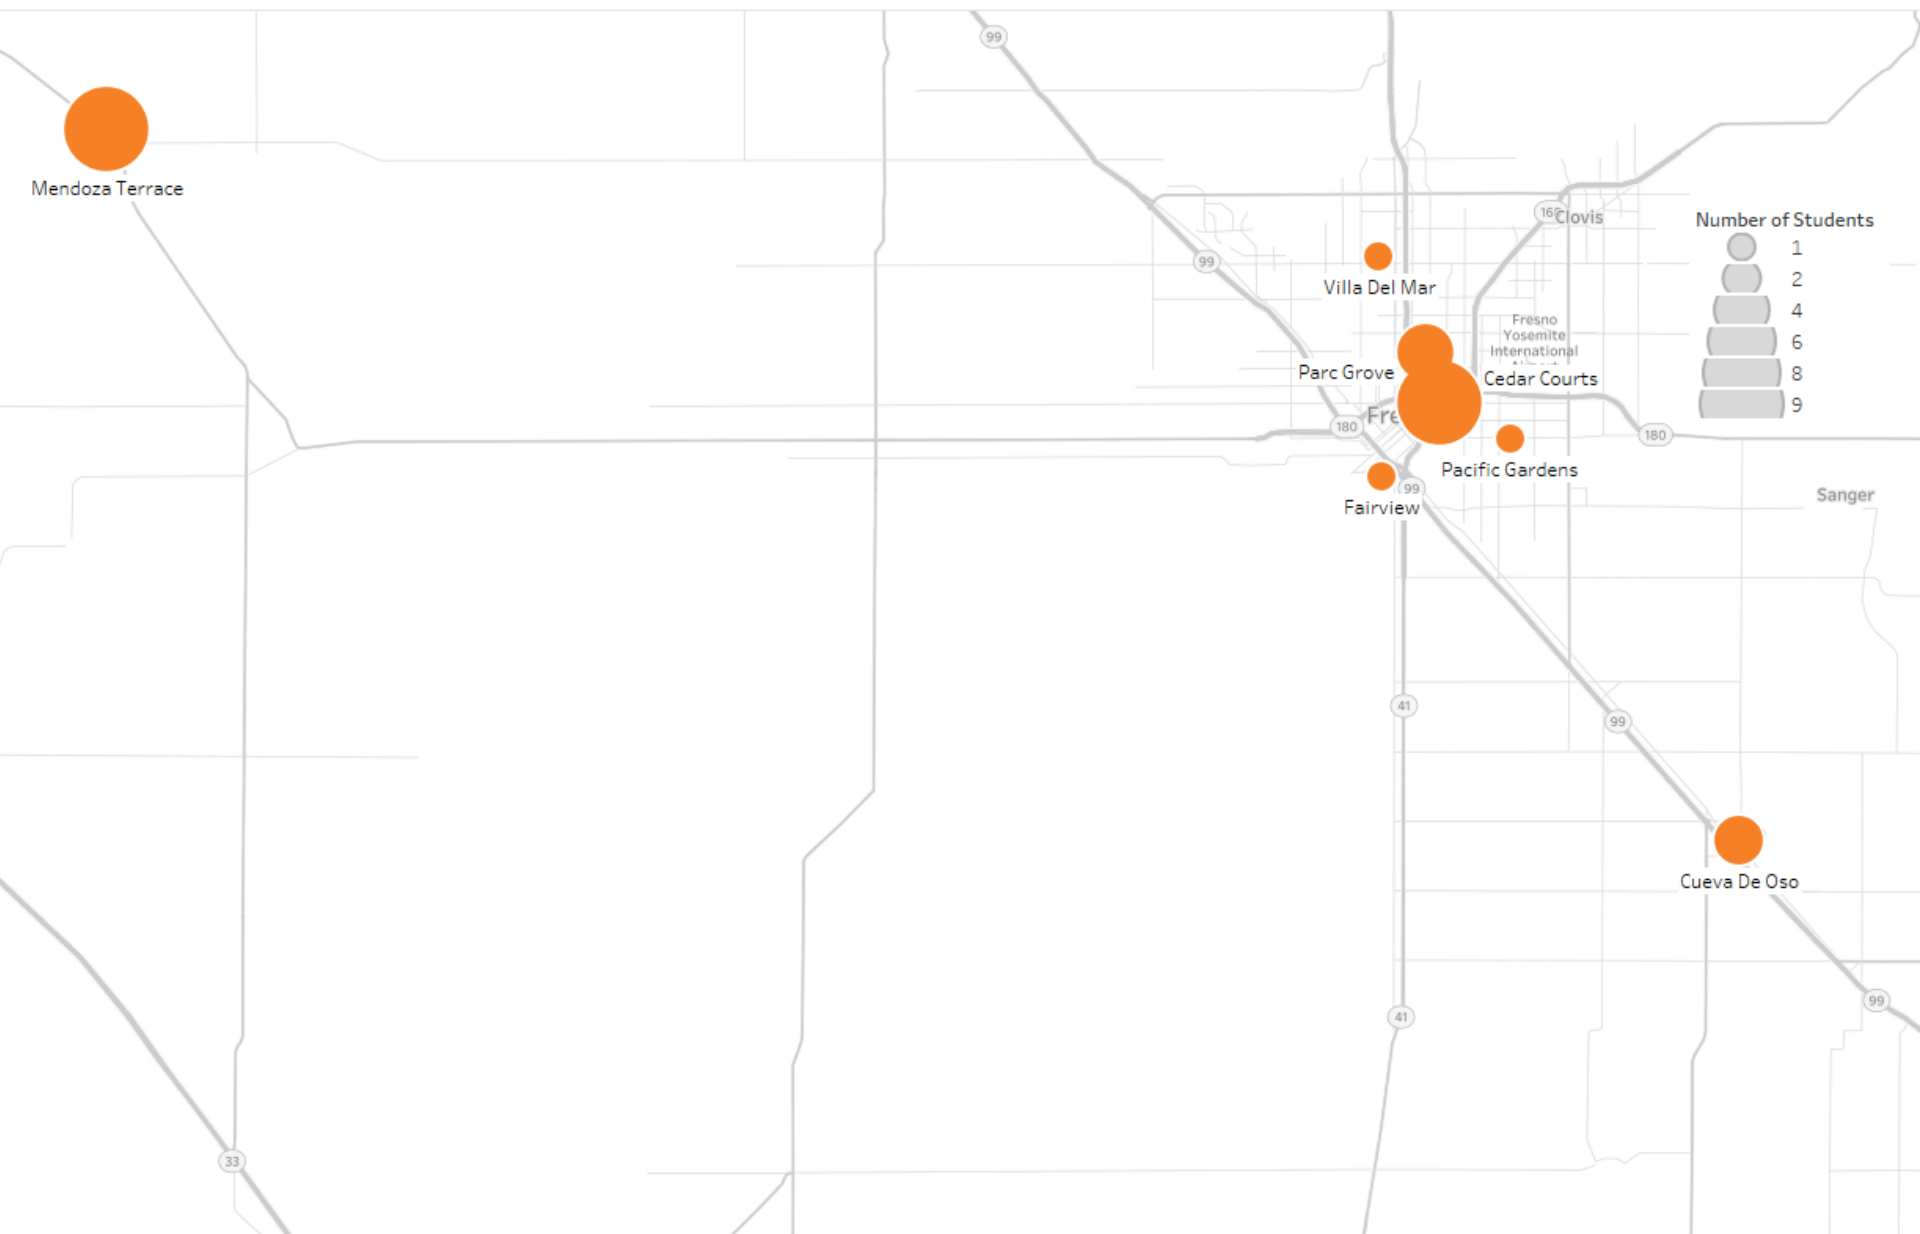 99
Mendoza Terrace
Clovis
Number of Students
1
99
Villa Del Mar
2
4
Fresno
Yosemite
International
6
Parc Grove
Cedar Courts
8
9
180
180
Pacific Gardens
99
Sanger
Fairview
41
99
Cueva De Oso
99
41
33